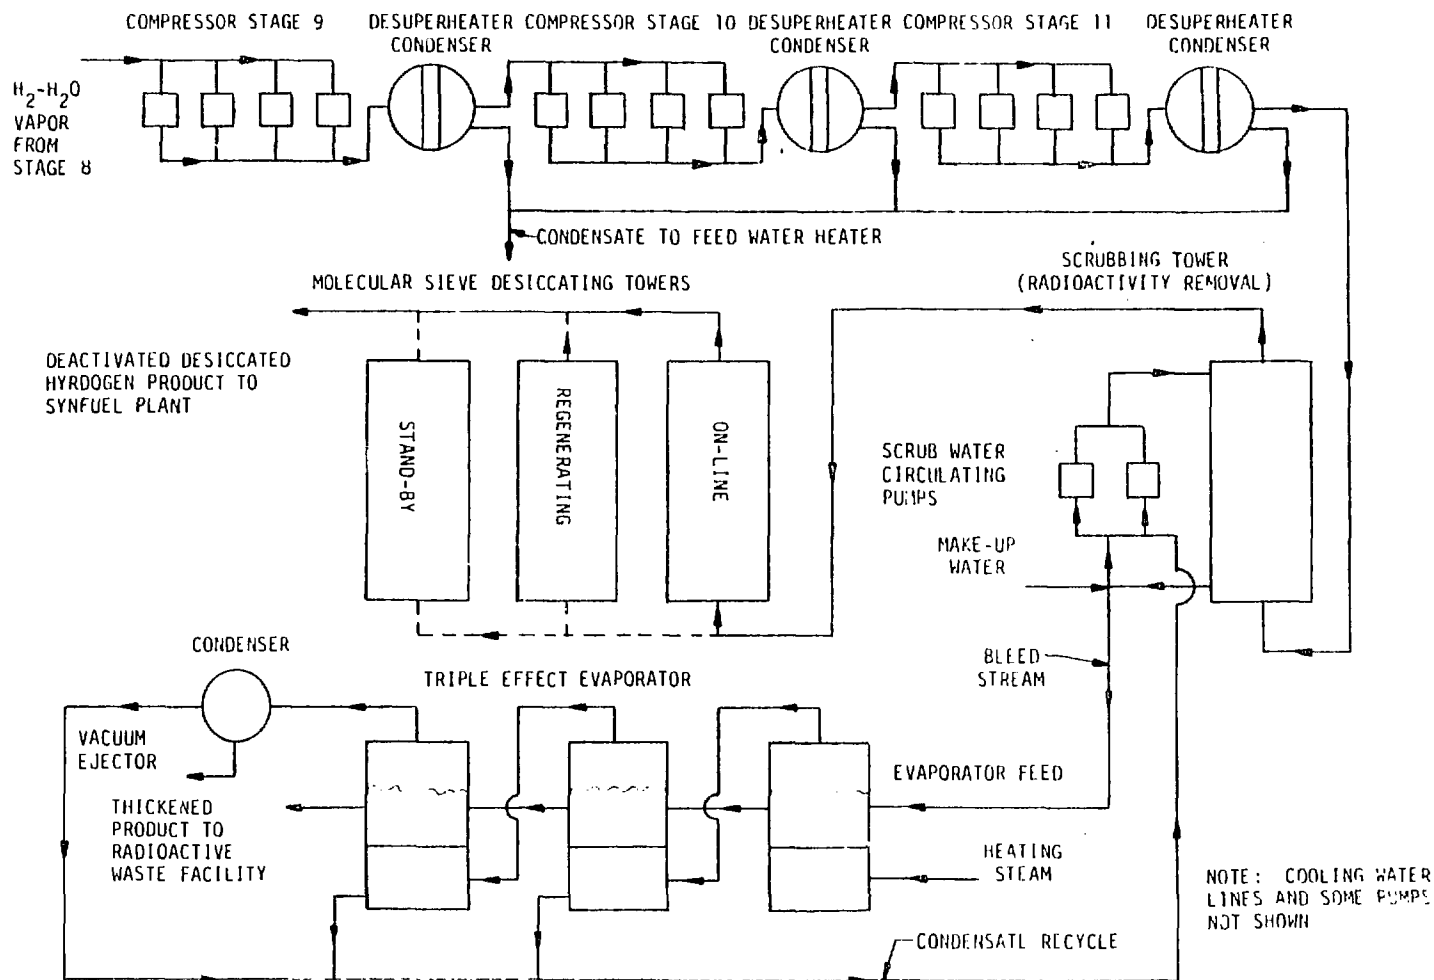 COMPRESSOR STAGE 9
DESUPERHEATER
CONDENSER
COMPRESSOR STAGE 10
DESUPERHEATER
CONDENSER
COMPRESSOR STAGE 11
DESUPERHEATER
CONDENSER
H2-H2O
VAPOR
FROM
STAGE 8
CONDENSATE TO FEED WATER HEATER
MOLECULAR SIEVE DESICCATING TOWERS
SCRUBBING TOWER
(RADIOACTIVITY REMOVAL)
DEACTIVATED DESICCATED
HYRDOGEN PRODUCT TO
SYNFUEL PLANT
STAND-BY
REGENERATING
ON-LINE
SCRUB WATER
CIRCULATING
PUMPS
MAKE-UP
WATER
BLEED
STREAM
CONDENSER
TRIPLE EFFECT EVAPORATOR
VACUUM
EJECTOR
EVAPORATOR FEED
THICKENED
PRODUCT TO
RADIOACTIVE
WASTE FACILITY
HEATING
STEAM
NOTE: COOLING WATER
LINES AND SOME PUMPS
NOT SHOWN
CONDENSATL RECYCLE